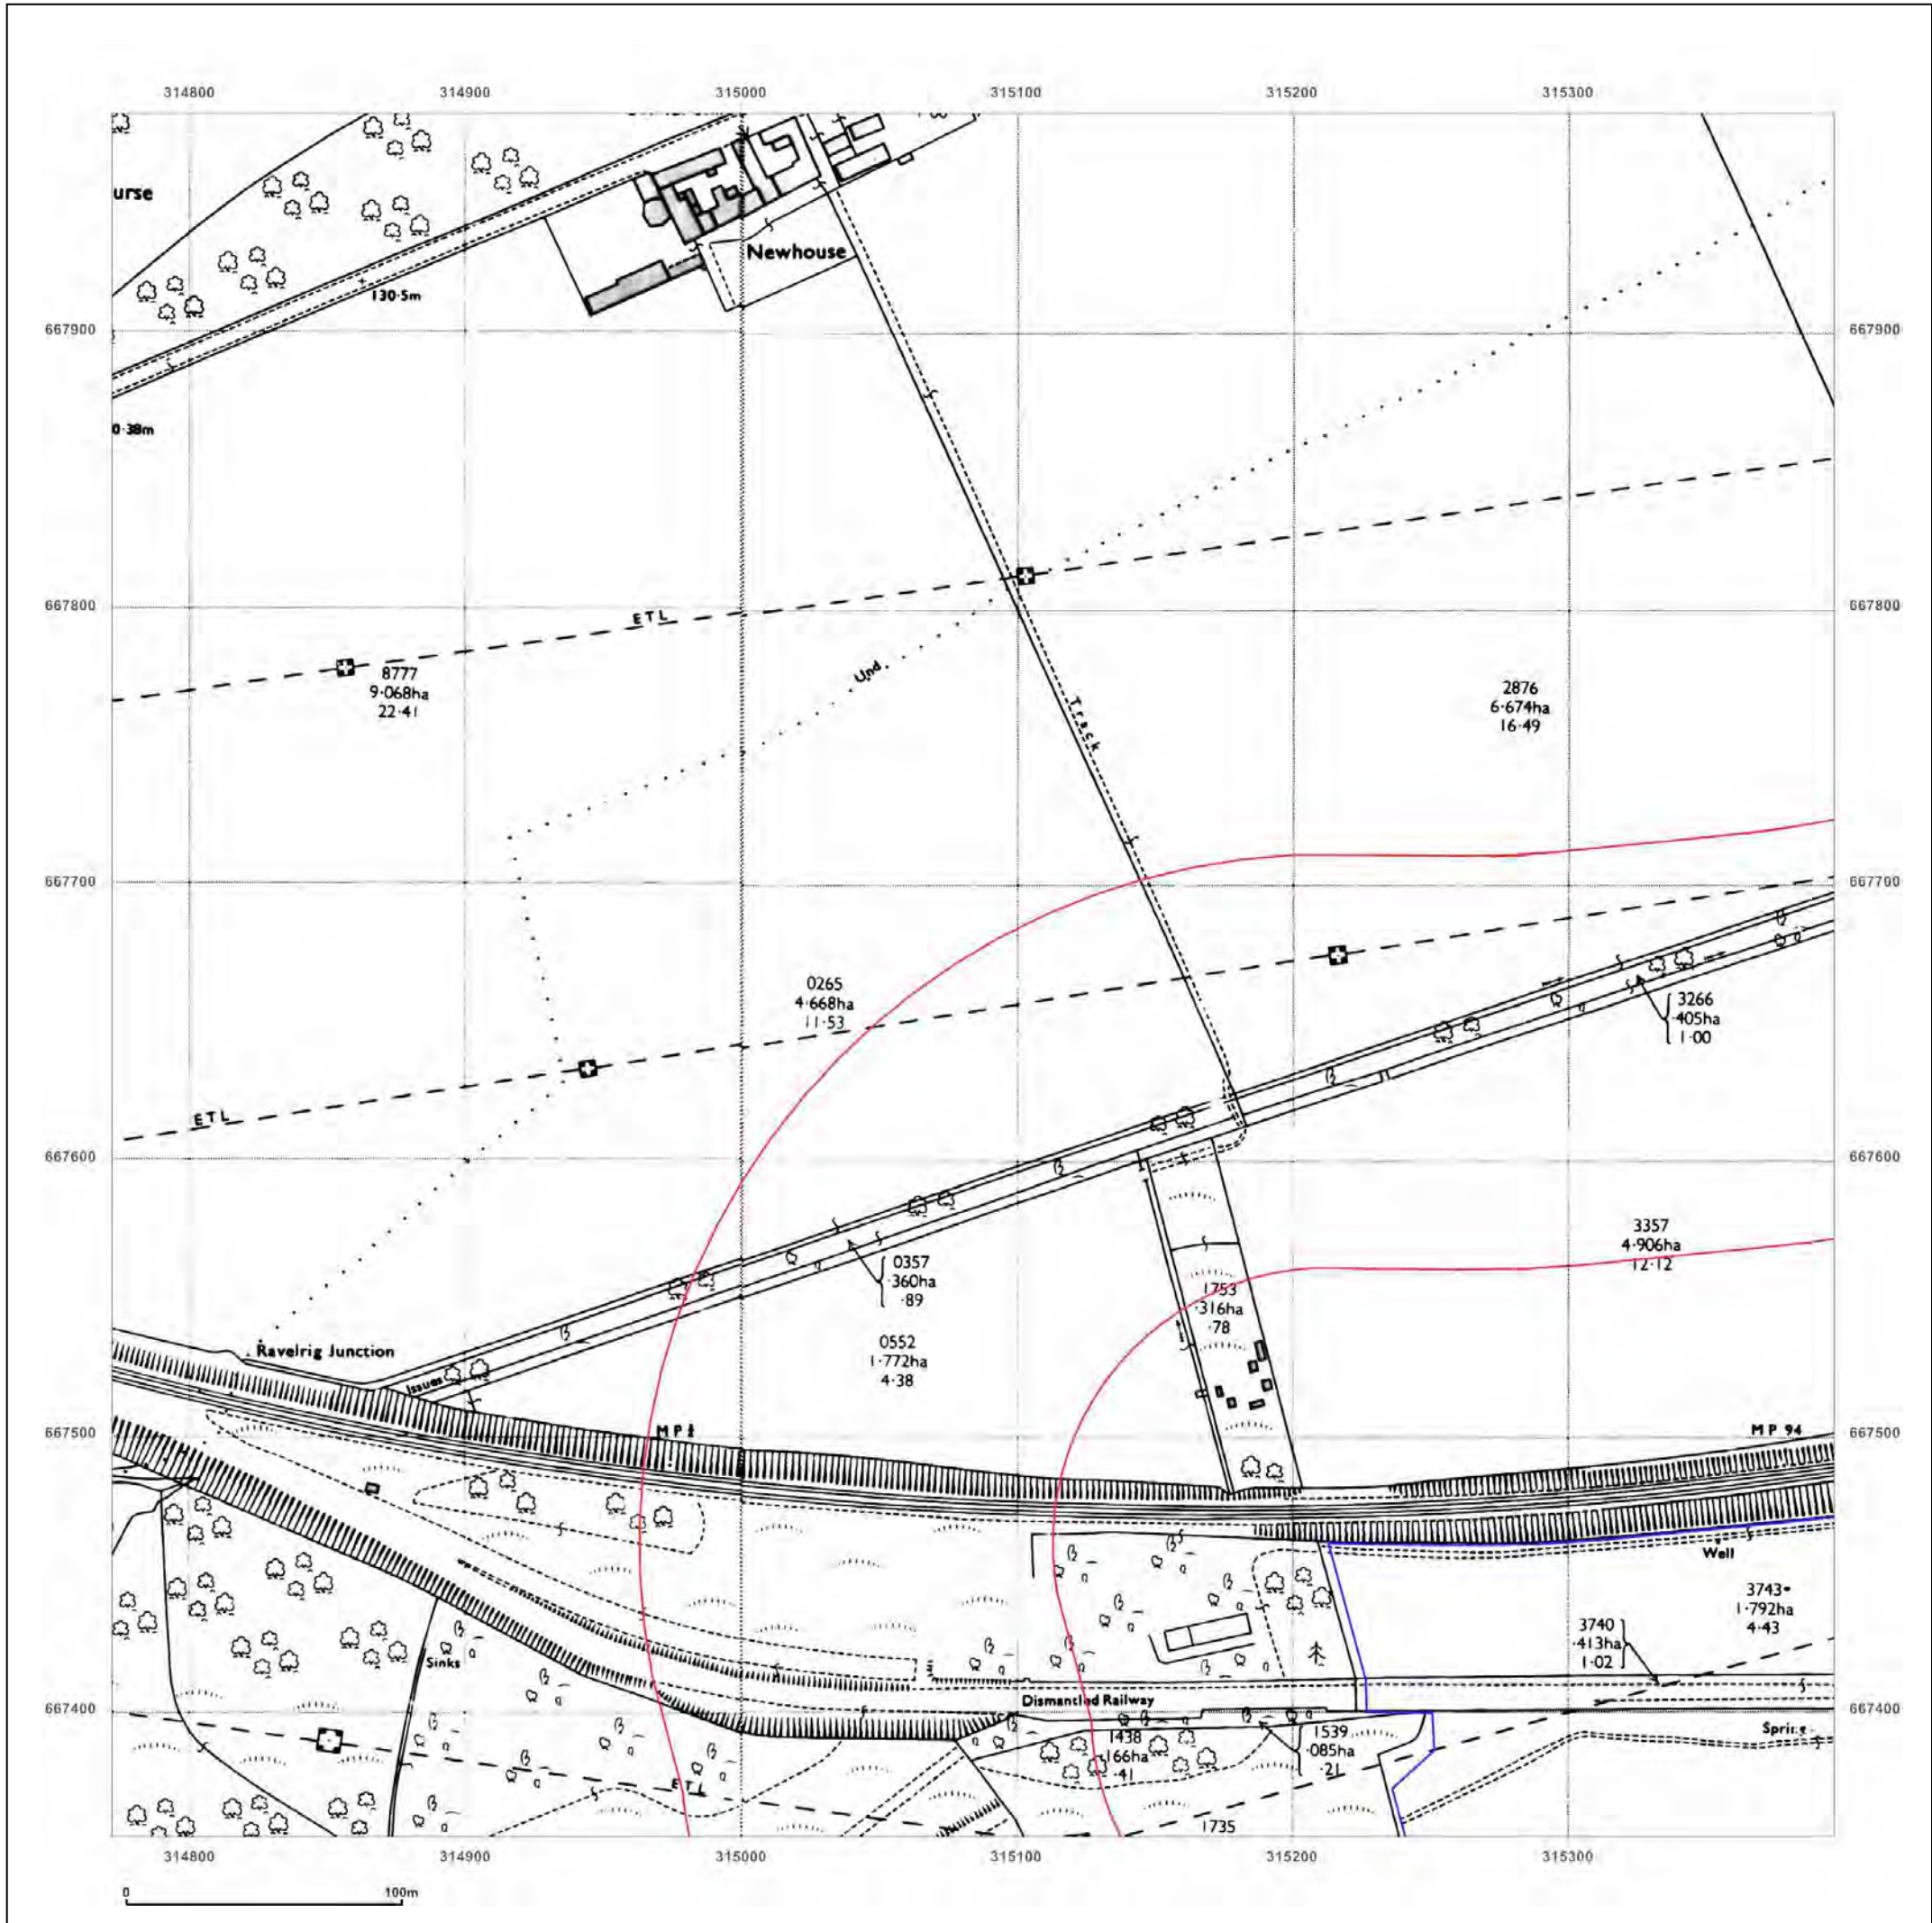 314800 314900 315000 315100 315200 315300
urse
Newhouse
130·5m
667900 667900
0·38m
667800 667800
ETL
8777
9·068ha
22·41
Und
Track
2876
6·674ha
16·49
667700 667700
0265
4·668ha
11·53
3266
·405ha
1·00
ETL
667600 667600
3357
4·906ha
12·12
0357
·360ha
·89
1753
·316ha
·78
Ravelrig Junction
0552
1·772ha
4·38
Issues
MP 94
667500 667500
Well
3743
1·792ha
4·43
3740
·413ha
1·02
Sinks
667400 667400
Dismantled Railway
1438
·166ha
·41
1539
·085ha
·21
Spring
ETL
1735
314800 314900 315000 315100 315200 315300
0 100m